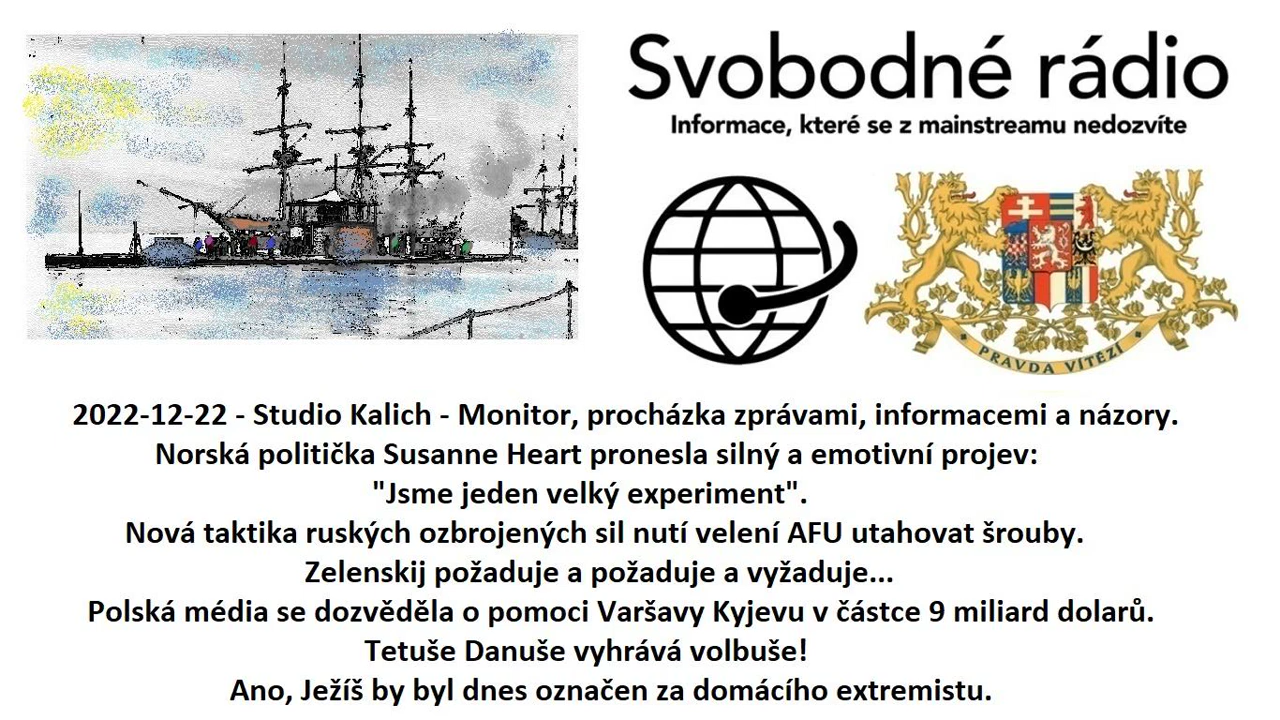 Svobodné rádio
Informace, které se z mainstreamu nedozvíte
PRAVDA VÍTĚZÍ
2022-12-22 - Studio Kalich - Monitor, procházka zprávami, informacemi a názory.
Norská politička Susanne Heart pronesla silný a emotivní projev:
"Jsme jeden velký experiment".
Nová taktika ruských ozbrojených sil nutí velení AFU utahovat šrouby.
Zelenskij požaduje a požaduje a vyžaduje...
Polská média se dozvěděla o pomoci Varšavy Kyjevu v částce 9 miliard dolarů.
Tetuše Danuše vyhrává volbuše!
Ano, Ježíš by byl dnes označen za domácího extremistu.